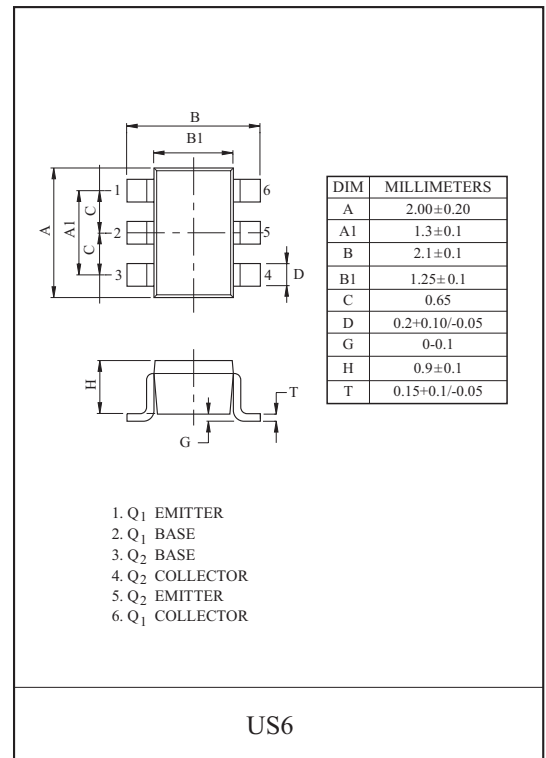 B
B1
1
6
A
A1
C
2
5
C
3
4
D
DIM MILLIMETERS
A 2.00±0.20
A1 1.3±0.1
B 2.1±0.1
B1 1.25±0.1
C 0.65
D 0.2+0.10/-0.05
G 0-0.1
H 0.9±0.1
T 0.15+0.1/-0.05
H
T
G
1. Q1 EMITTER
2. Q1 BASE
3. Q2 BASE
4. Q2 COLLECTOR
5. Q2 EMITTER
6. Q1 COLLECTOR
US6